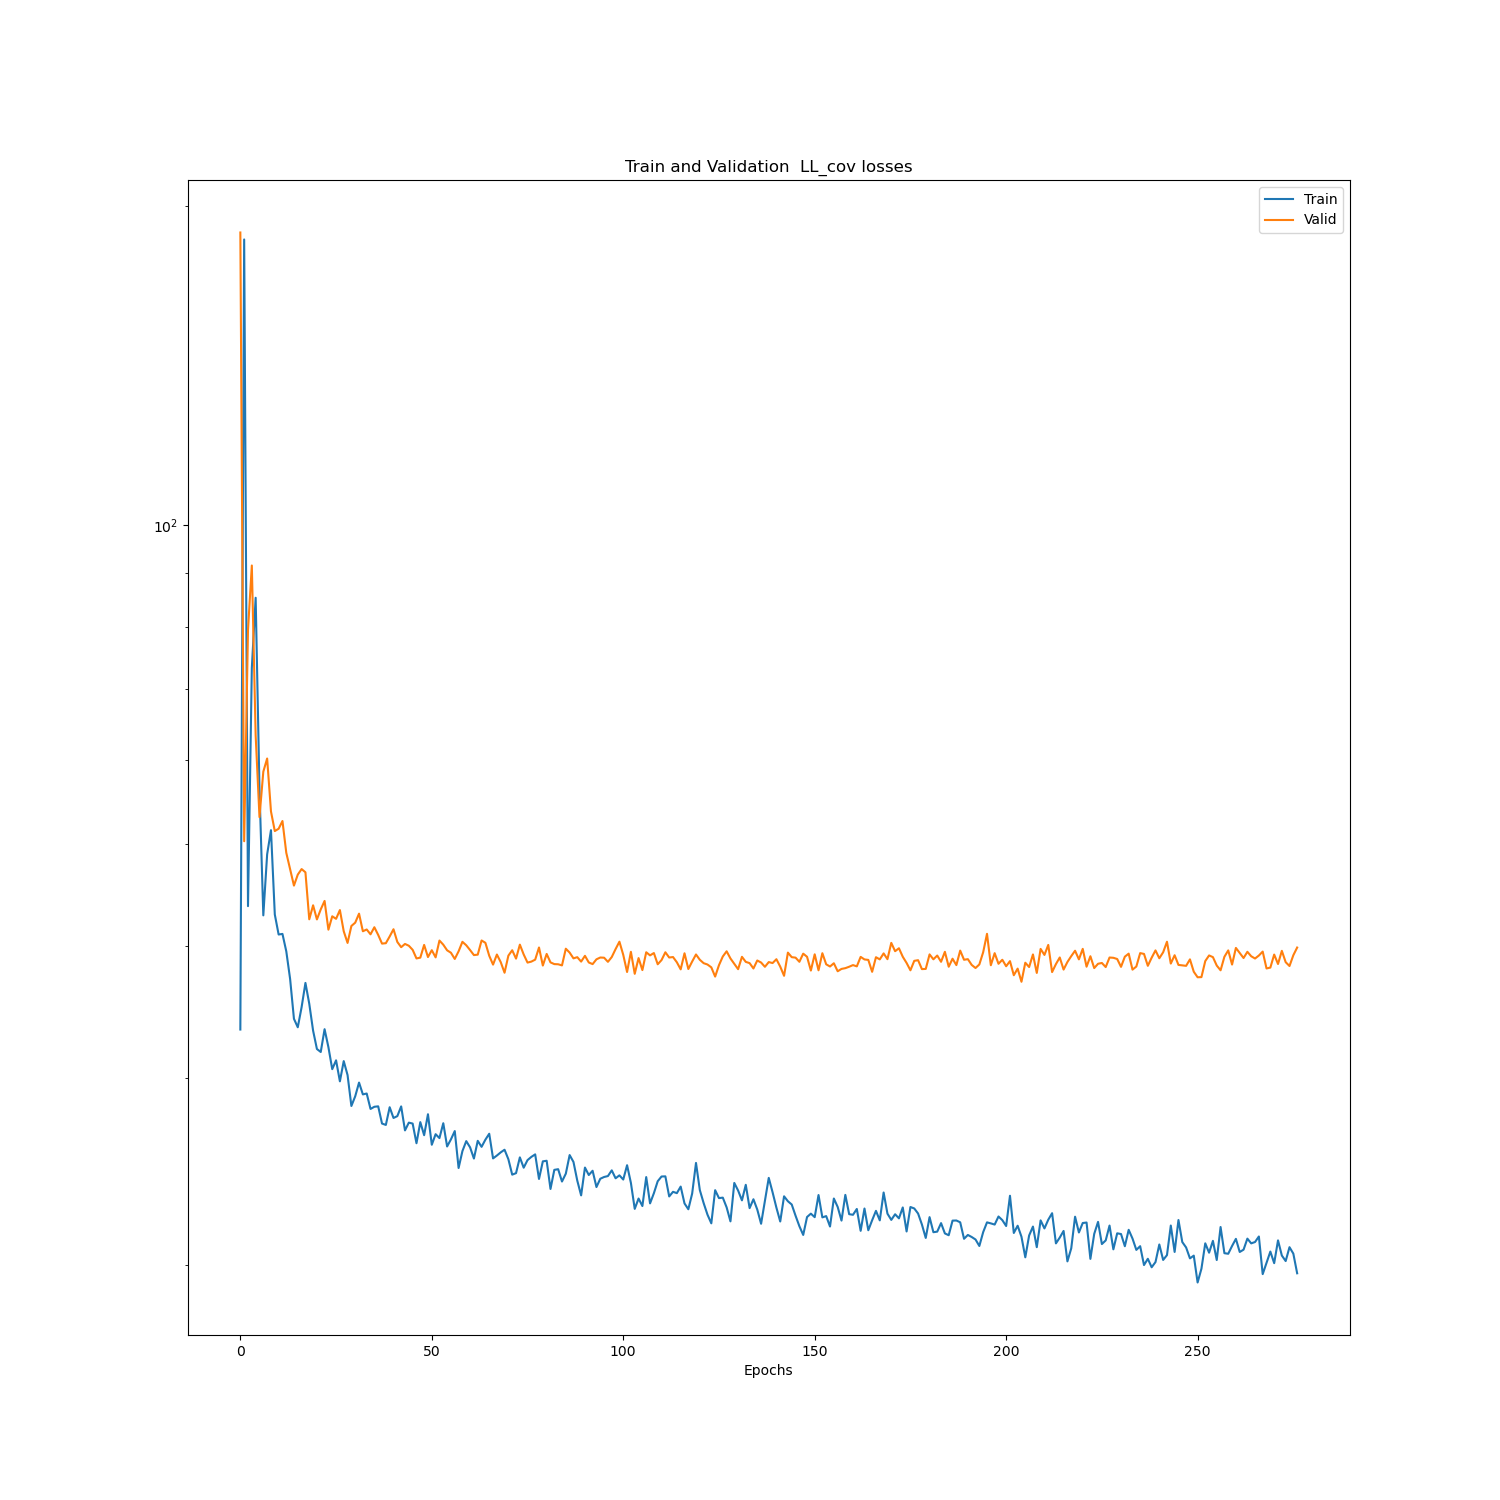 Train and Validation  LL_cov losses
Train
Valid
10²
0 50 100 150 200 250
Epochs